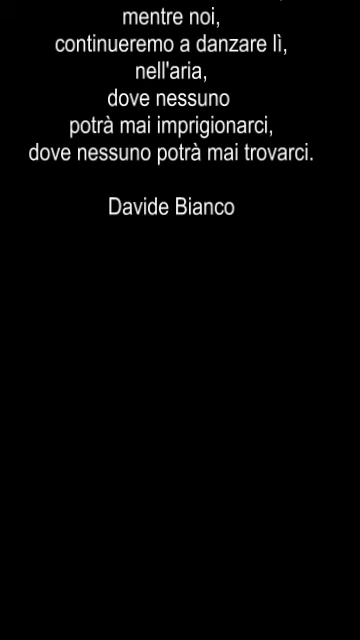 mentre noi,
continueremo a danzare lì,
nell'aria,
dove nessuno
potrà mai imprigionarci,
dove nessuno potrà mai trovarci.
Davide Bianco